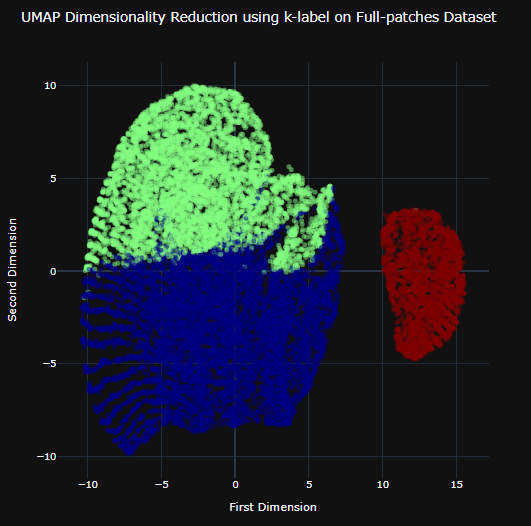 UMAP Dimensionality Reduction using k-label on Full-patches Dataset
10
5
0
−5
−10
Second Dimension
−10 −5 0 5 10 15
First Dimension